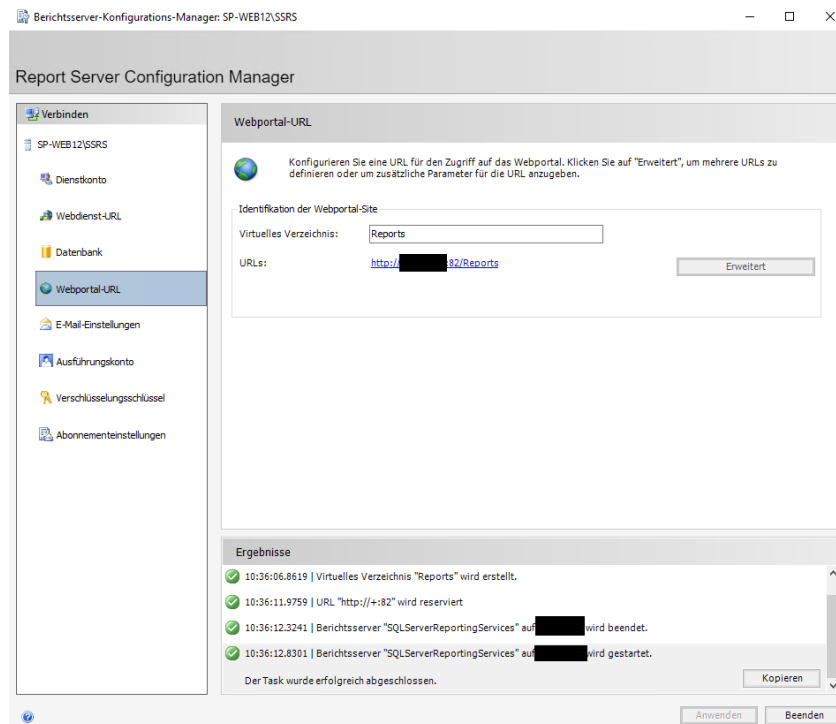 Berichtsserver-Konfigurations-Manager: SP-WEB12\SSRS
Report Server Configuration Manager
Verbinden
SP-WEB12\SSRS
Dienstkonto
Webdienst-URL
Datenbank
Webportal-URL
E-Mail-Einstellungen
Ausführungskonto
Verschlüsselungsschlüssel
Abonnementeinstellungen
Webportal-URL
Konfigurieren Sie eine URL für den Zugriff auf das Webportal. Klicken Sie auf "Erweitert", um mehrere URLs zu
definieren oder um zusätzliche Parameter für die URL anzugeben.
Identifikation der Webportal-Site
Virtuelles Verzeichnis: Reports
URLs: http:// :82/Reports Erweitert
Ergebnisse
10:36:06.8619 | Virtuelles Verzeichnis "Reports" wird erstellt.
10:36:11.9759 | URL "http://+:82" wird reserviert
10:36:12.3241 | Berichtsserver "SQLServerReportingServices" auf wird beendet.
10:36:12.8301 | Berichtsserver "SQLServerReportingServices" auf wird gestartet.
Der Task wurde erfolgreich abgeschlossen. Kopieren
Anwenden Beenden